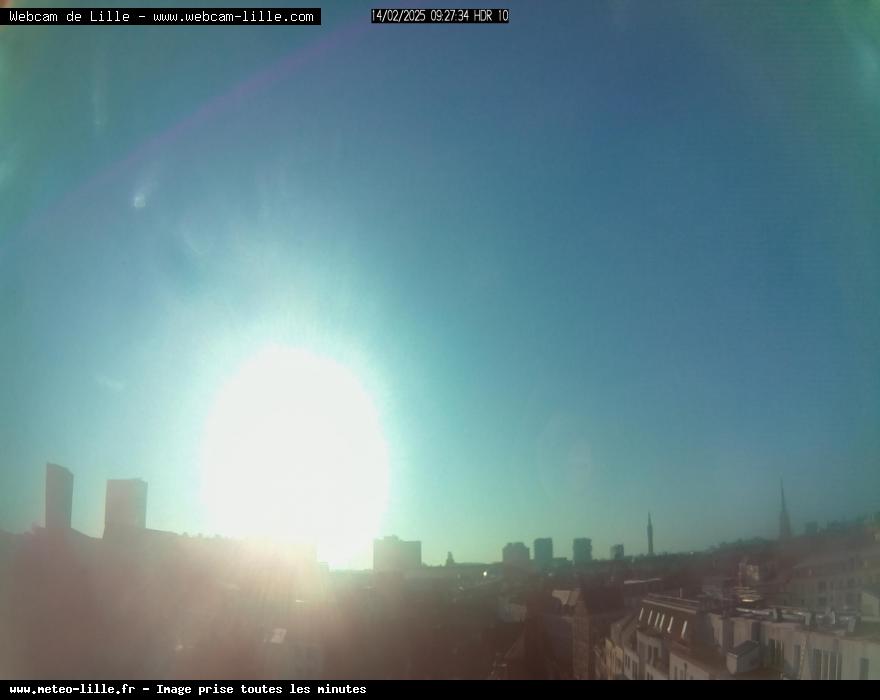 Webcam de Lille - www.webcam-lille.com
14/02/2025 09:27:34 HDR 10
www.meteo-lille.fr - Image prise toutes les minutes